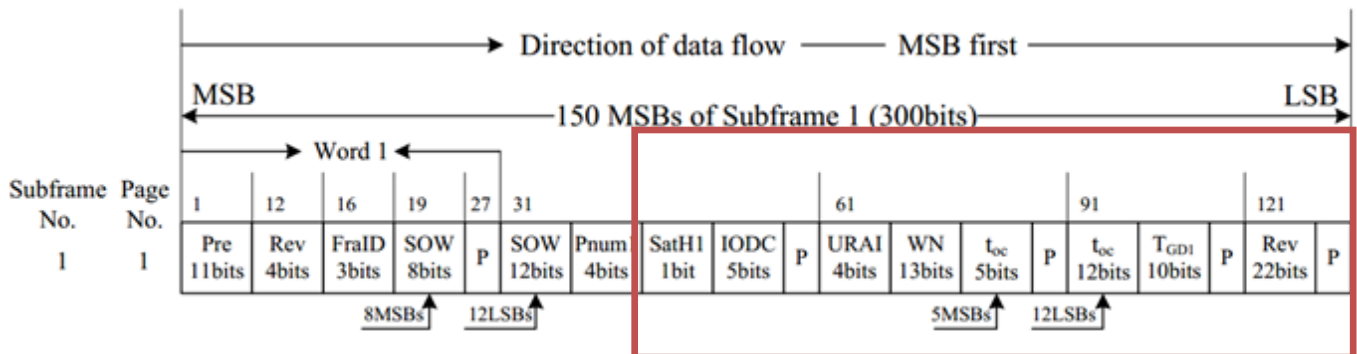 Direction of data flow MSB first
MSB LSB
150 MSBs of Subframe 1 (300bits)
Word 1
Subframe Page
No. No.
1 12 16 19 27 31 61 91 121
Pre Rev FraID SOW P SOW Pnum1 SatH1 IODC P URAI WN toc P toc TGD1 P Rev P
1 1 11bits 4bits 3bits 8bits 12bits 4bits 1bit 5bits 4bits 13bits 5bits 12bits 10bits 22bits
8MSBs 12LSBs 5MSBs 12LSBs